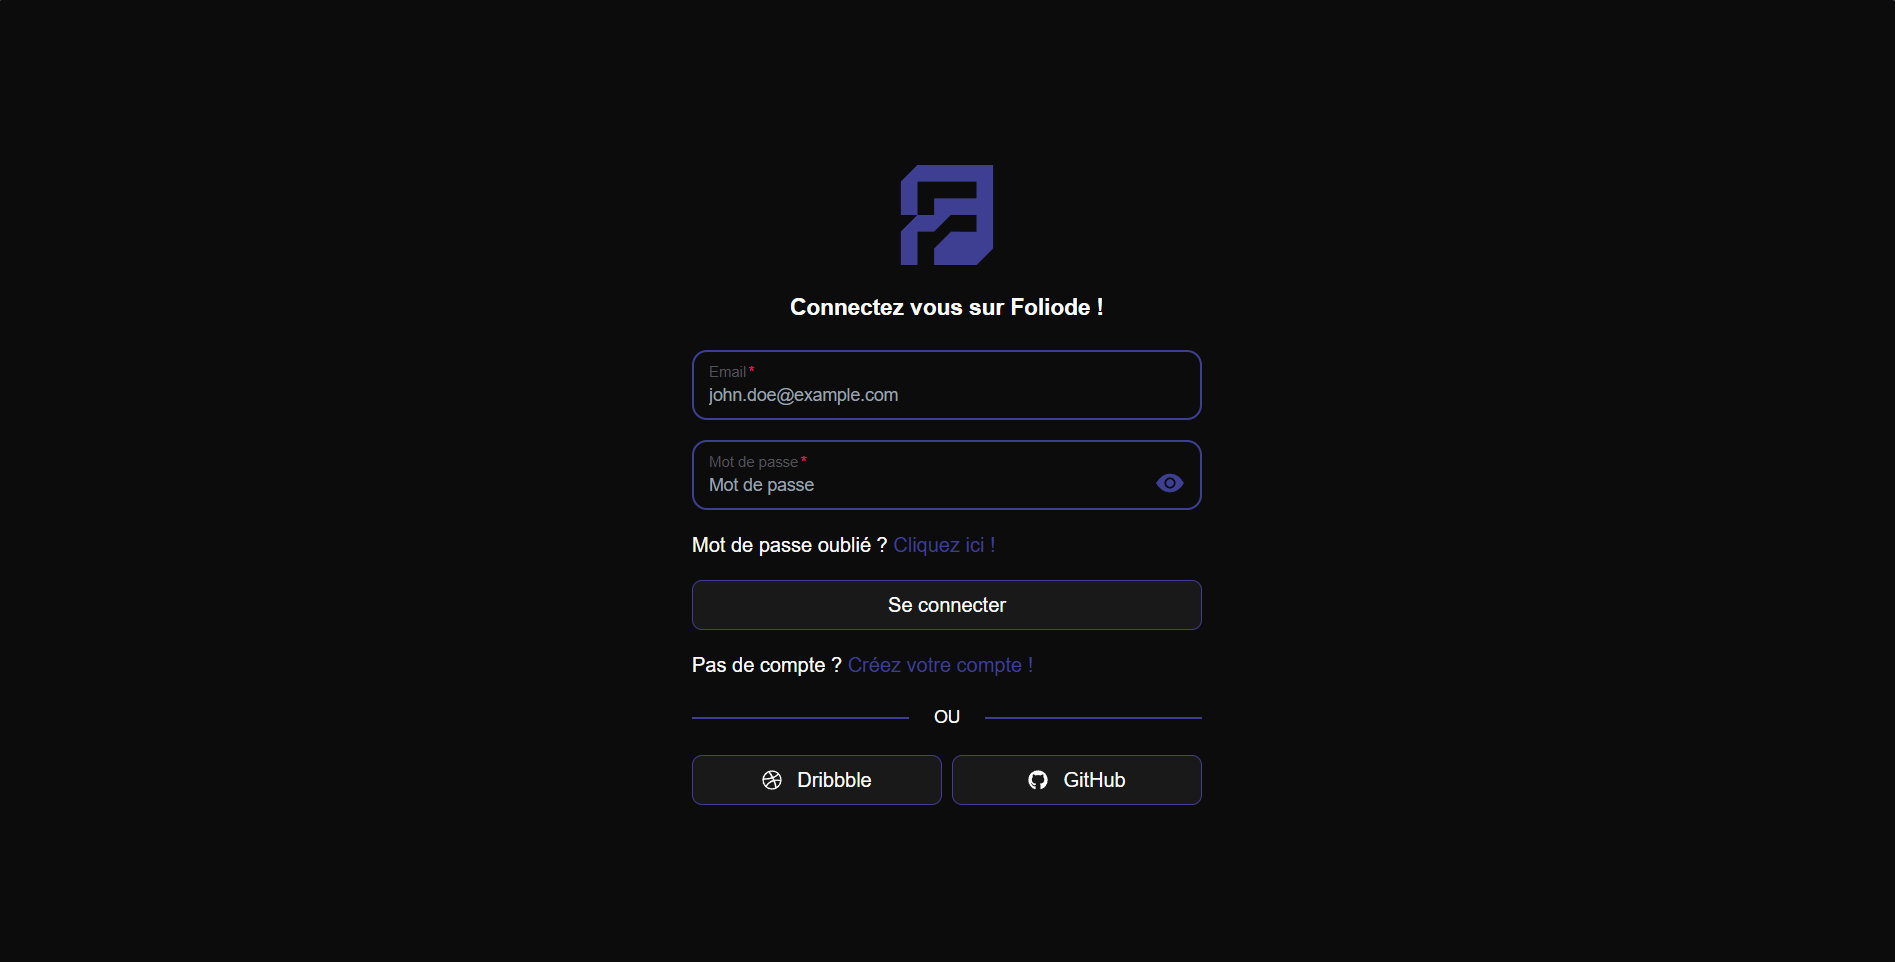 Connectez vous sur Foliode !
Email*
john.doe@example.com
Mot de passe*
Mot de passe
Mot de passe oublié ? Cliquez ici !
Se connecter
Pas de compte ? Créez votre compte !
OU
Dribbble GitHub